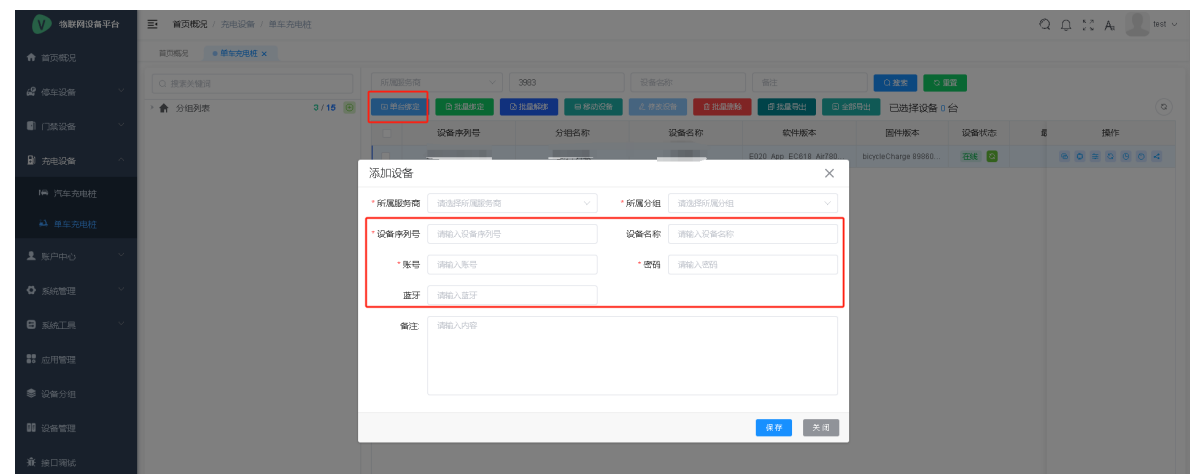 物联网设备平台
首页概况 / 充电设备 / 单车充电桩
test
首页概况
单车充电桩 ×
首页概况
停车设备
门禁设备
充电设备
汽车充电桩
单车充电桩
账户中心
系统管理
系统工具
应用管理
设备分组
设备管理
接口调试
搜索关键词
分组列表 3 / 15
所属服务商 3983 设备名称 备注 搜索 重置
单台绑定 批量绑定 批量解绑 移动设备 修改设备 批量删除 批量导出 全部导出 已选择设备 0 台
设备序列号 分组名称 设备名称 软件版本 固件版本 设备状态 操作
E020_App_EC618_Air780... bicycleCharge 89860... 在线
添加设备
* 所属服务商 请选择所属服务商 * 所属分组 请选择所属分组
* 设备序列号 请输入设备序列号 设备名称 请输入设备名称
* 账号 请输入账号 * 密码 请输入密码
蓝牙 请输入蓝牙
备注: 请输入内容
保存 关闭